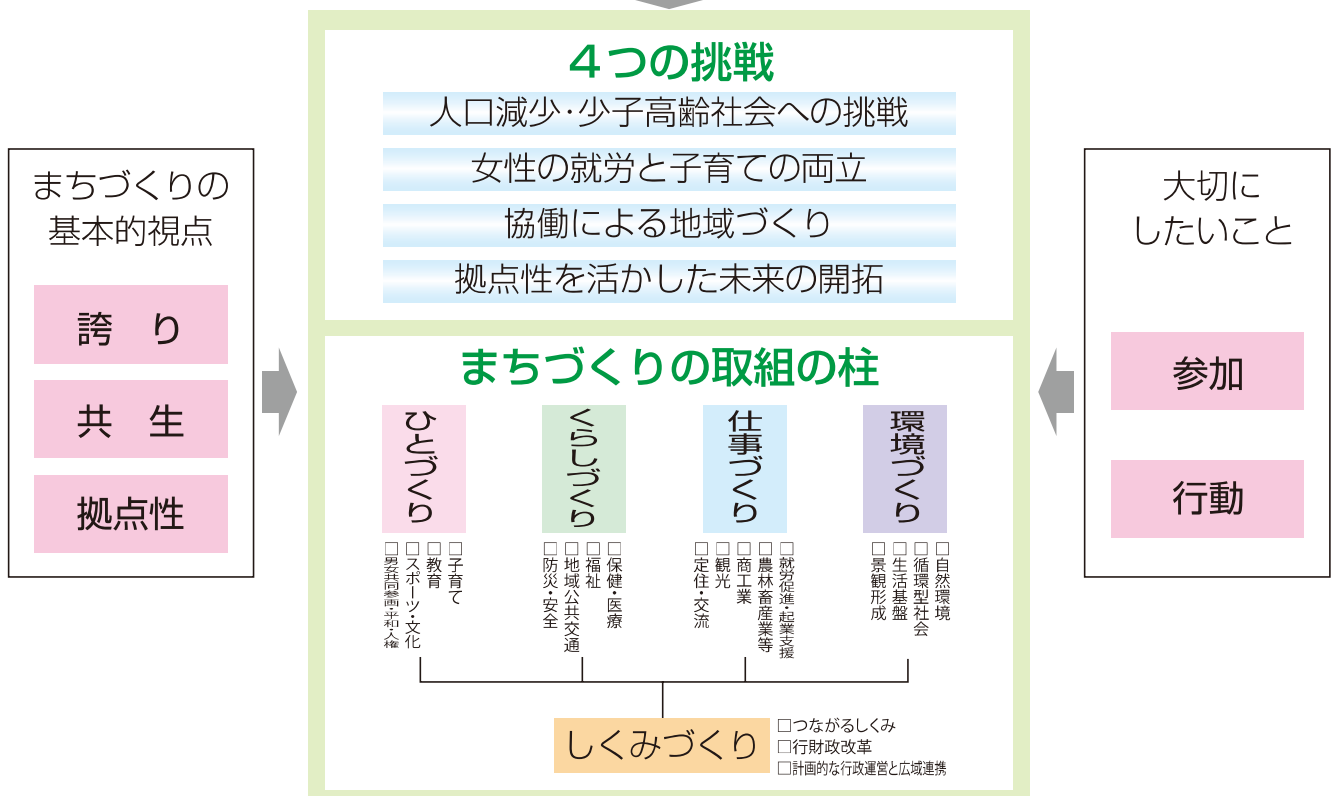 4つの挑戦
人口減少・少子高齢社会への挑戦
女性の就労と子育ての両立
協働による地域づくり
拠点性を活かした未来の開拓
まちづくりの
基本的視点
誇　り
共　生
拠点性
大切に
したいこと
参加
行動
まちづくりの取組の柱
ひとづくり
□子育て
□教育
□スポーツ・文化
□男女共同参画・平和・人権
くらしづくり
□保健・医療
□福祉
□地域公共交通
□防災・安全
仕事づくり
□就労促進・起業支援
□農林畜産業等
□商工業
□観光
□定住・交流
環境づくり
□自然環境
□循環型社会
□生活基盤
□景観形成
しくみづくり
□つながるしくみ
□行財政改革
□計画的な行政運営と広域連携